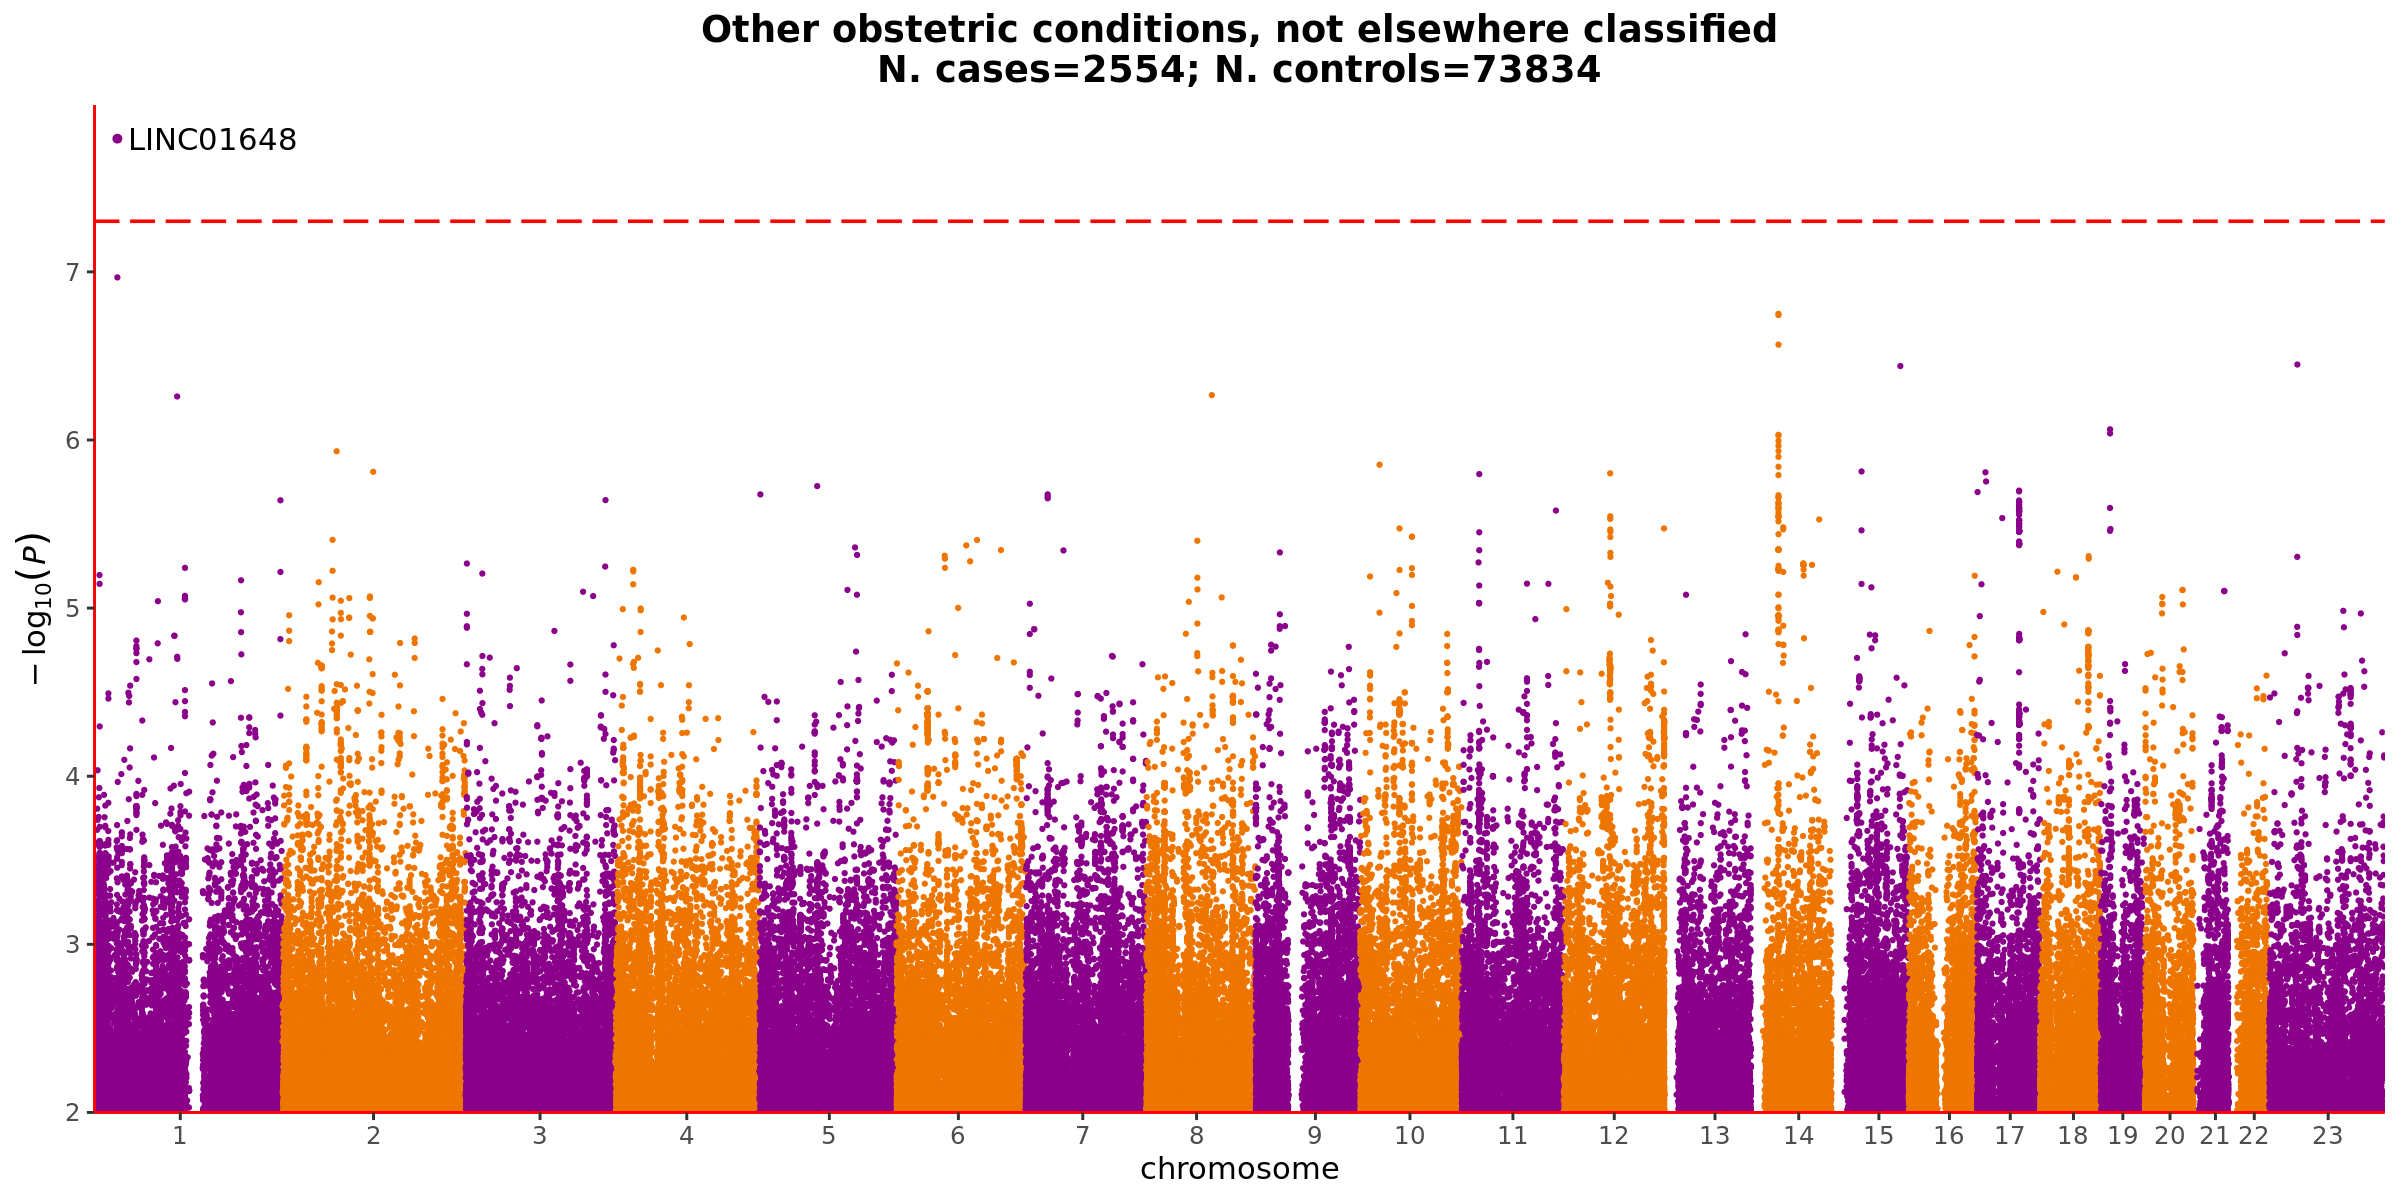 Other obstetric conditions, not elsewhere classified
N. cases=2554; N. controls=73834
LINC01648
7
6
5
4
3
2
− log10(P)
1 2 3 4 5 6 7 8 9 10 11 12 13 14 15 16 17 18 19 20 21 22 23
chromosome